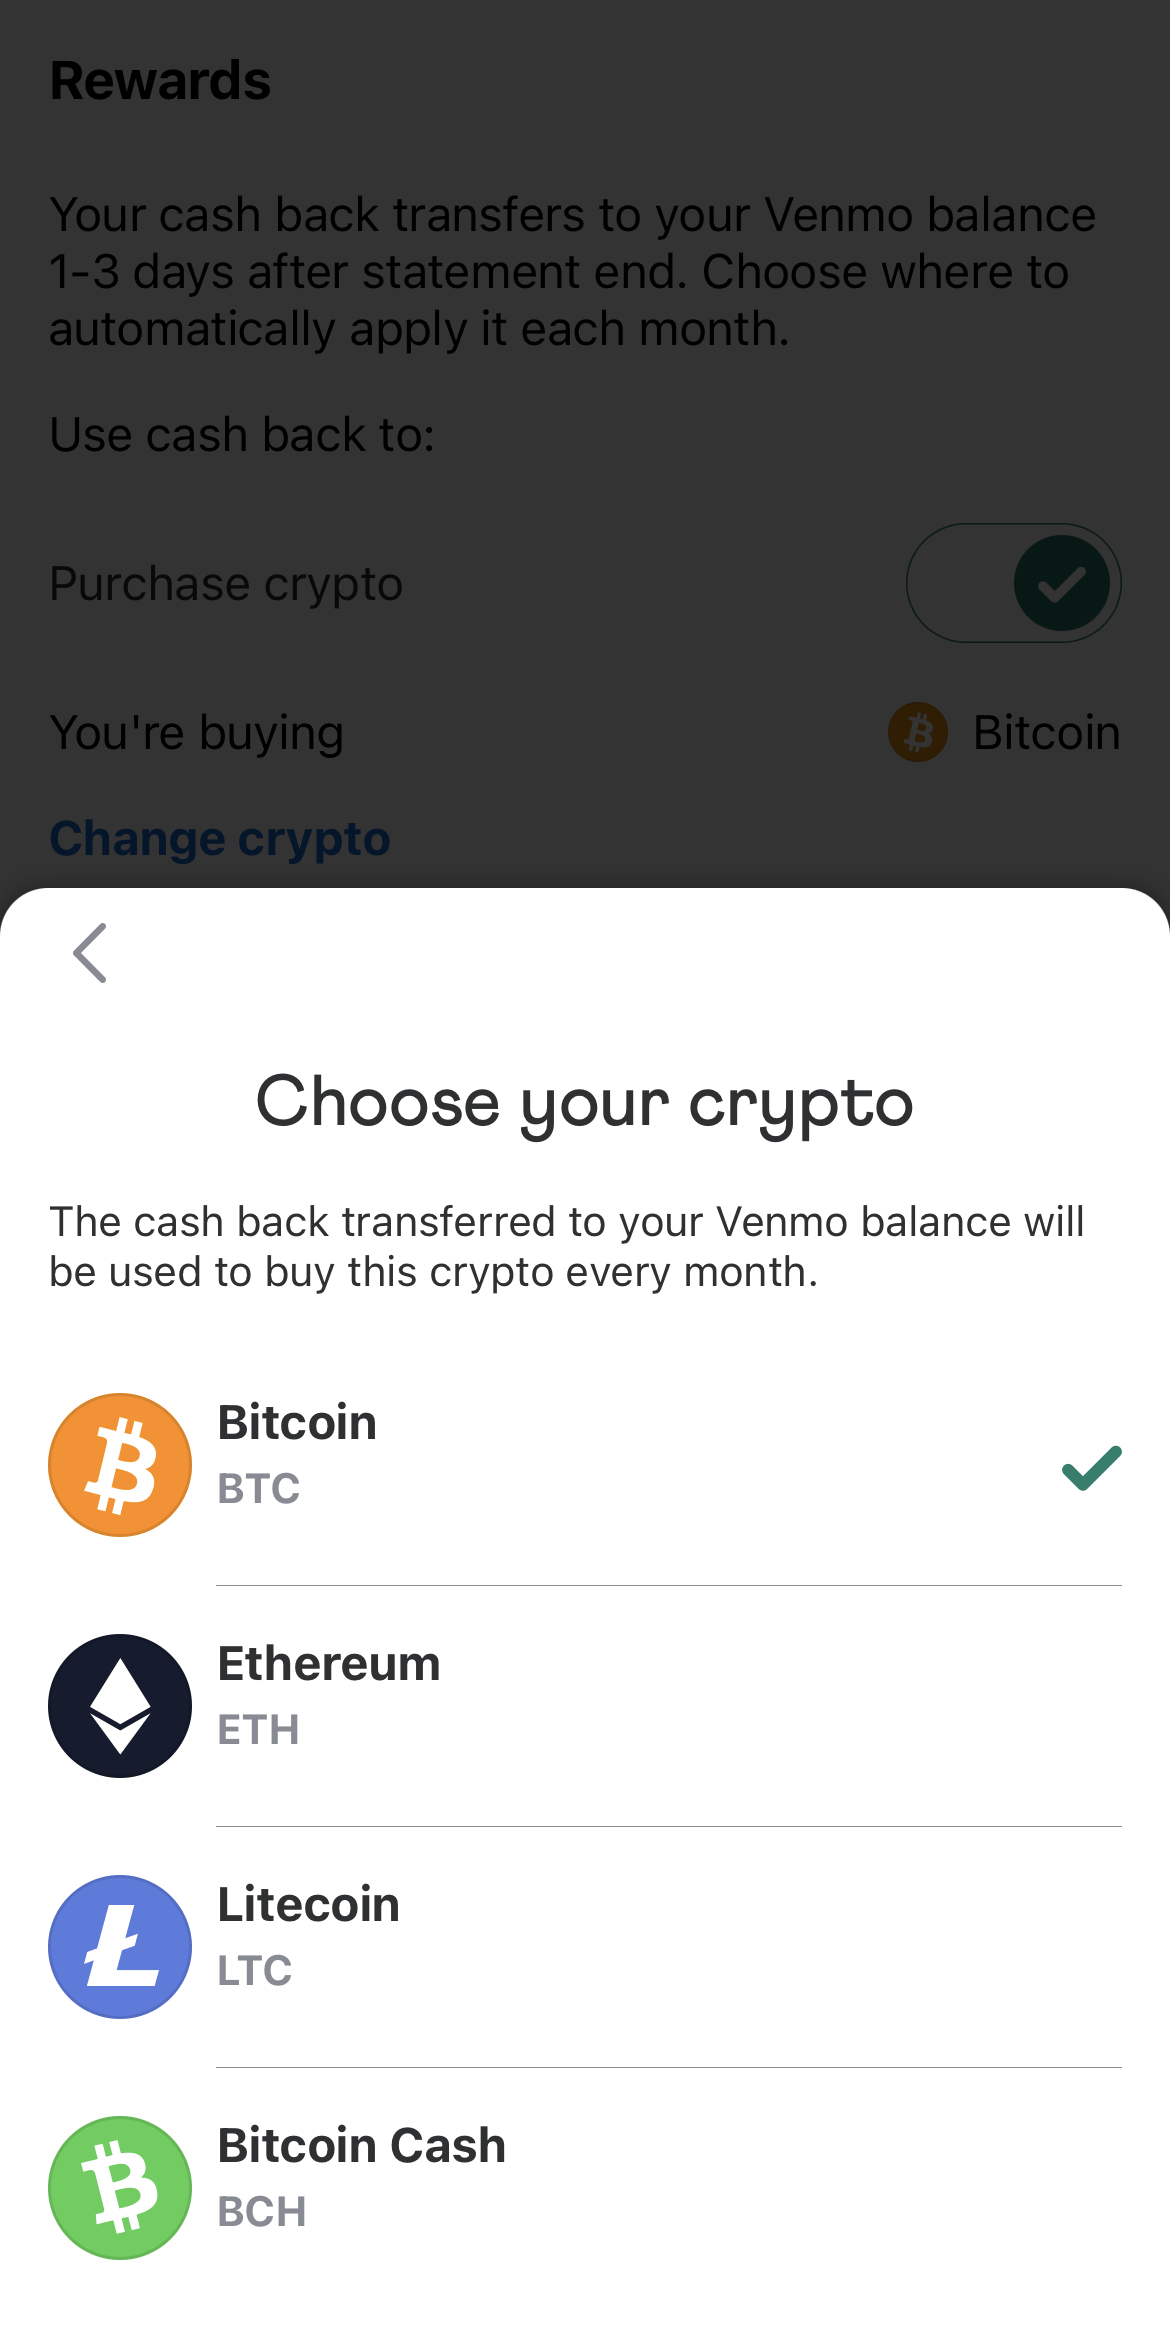 Rewards
Your cash back transfers to your Venmo balance
1-3 days after statement end. Choose where to
automatically apply it each month.
Use cash back to:
Purchase crypto
You're buying
Bitcoin
Change crypto
Choose your crypto
The cash back transferred to your Venmo balance will
be used to buy this crypto every month.
Bitcoin
BTC
Ethereum
ETH
Litecoin
LTC
Bitcoin Cash
BCH